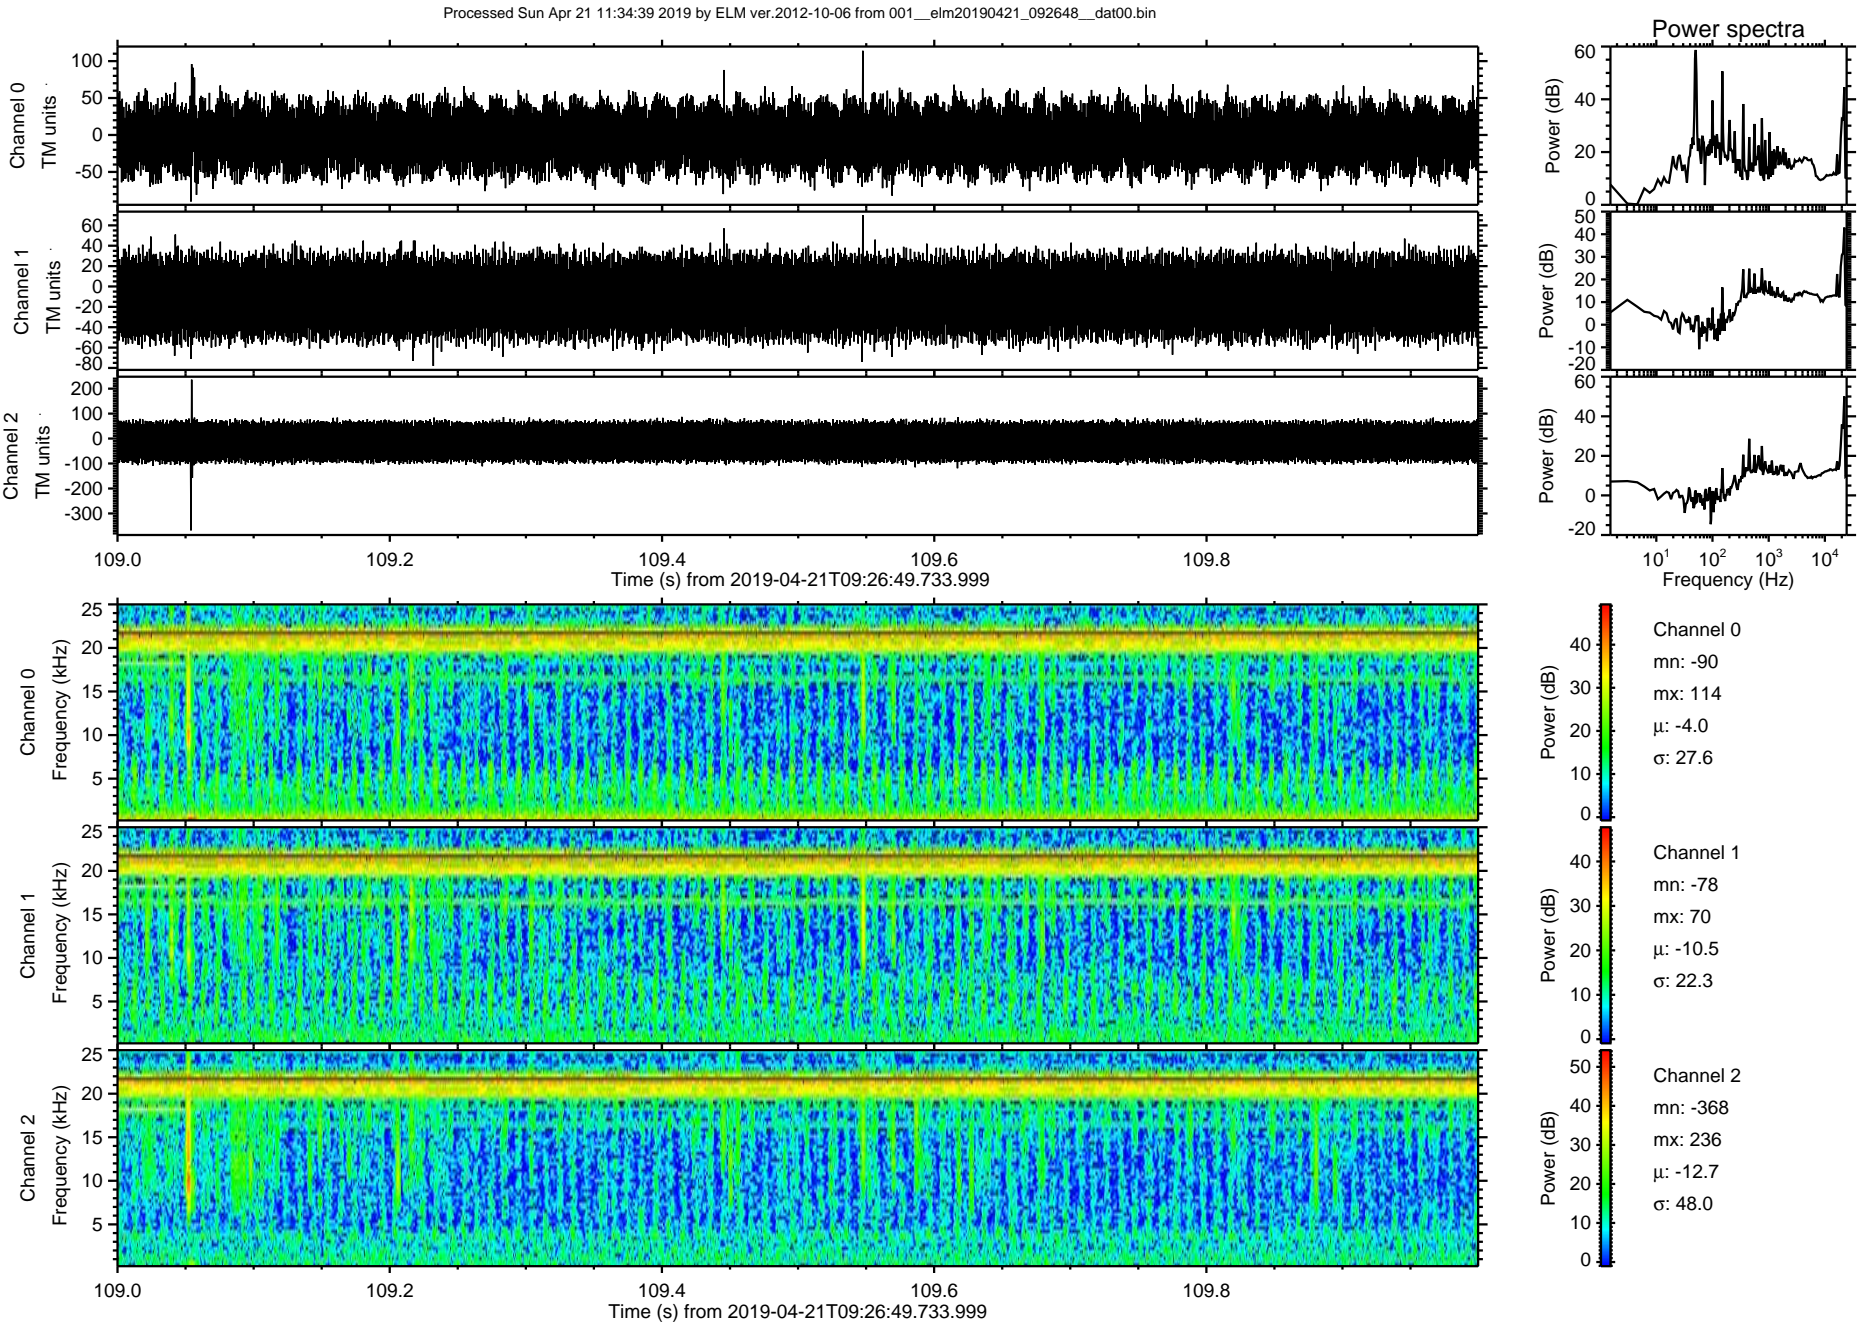 Processed Sun Apr 21 11:34:39 2019 by ELM ver.2012-10-06 from 001__elm20190421_092648__dat00.bin
Power spectra
Channel 0
TM units
100
50
0
-50
Power (dB)
60
40
20
0
Channel 1
TM units
60
40
20
0
-20
-40
-60
-80
Power (dB)
50
40
30
20
10
0
-10
-20
Channel 2
TM units
200
100
0
-100
-200
-300
Power (dB)
60
40
20
0
-20
109.0 109.2 109.4 109.6 109.8
Time (s) from 2019-04-21T09:26:49.733.999
10^1 10^2 10^3 10^4
Frequency (Hz)
Channel 0
Frequency (kHz)
25
20
15
10
5
Power (dB)
40
30
20
10
0
Channel 0
mn: -90
mx: 114
μ: -4.0
σ: 27.6
Channel 1
Frequency (kHz)
25
20
15
10
5
Power (dB)
40
30
20
10
0
Channel 1
mn: -78
mx: 70
μ: -10.5
σ: 22.3
Channel 2
Frequency (kHz)
25
20
15
10
5
Power (dB)
50
40
30
20
10
0
Channel 2
mn: -368
mx: 236
μ: -12.7
σ: 48.0
109.0 109.2 109.4 109.6 109.8
Time (s) from 2019-04-21T09:26:49.733.999